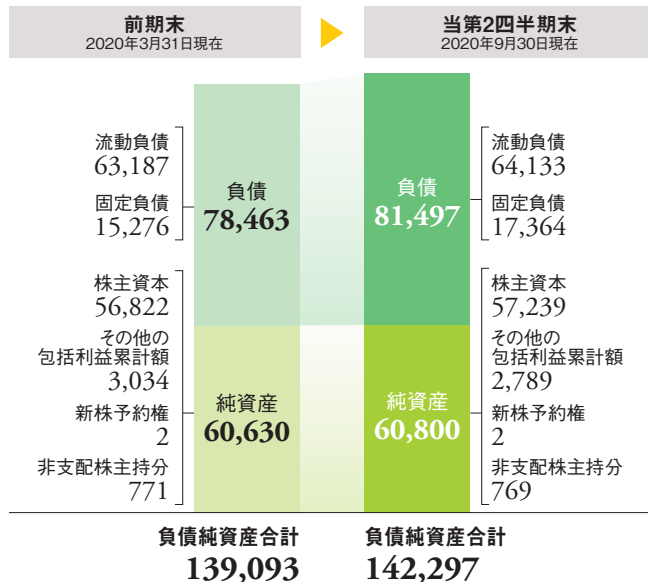 前期末
2020年3月31日現在
当第2四半期末
2020年9月30日現在
流動負債
63,187
固定負債
15,276
負債
78,463
株主資本
56,822
その他の
包括利益累計額
3,034
新株予約権
2
非支配株主持分
771
純資産
60,630
負債純資産合計
139,093
負債
81,497
流動負債
64,133
固定負債
17,364
純資産
60,800
株主資本
57,239
その他の
包括利益累計額
2,789
新株予約権
2
非支配株主持分
769
負債純資産合計
142,297